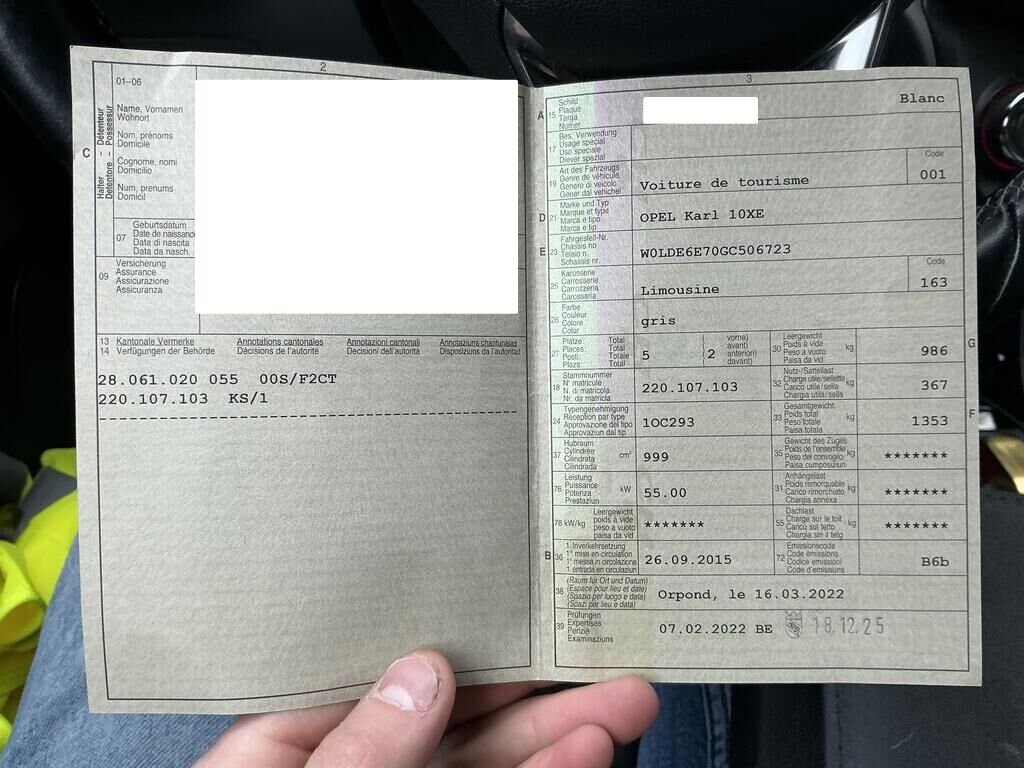 2
01-06
C
Halter - Détenteur
Detentore - Possessur
Name, Vornamen
Wohnort
Nom, prénoms
Domicile
Cognome, nomi
Domicilio
Num, prenums
Domicil
07
Geburtsdatum
Date de naissance
Data di nascita
Data da nasch.
09
Versicherung
Assurance
Assicurazione
Assicuranza
13 Kantonale Vermerke Annotations cantonales Annotazioni cantonali Annotaziuns chantunalas
14 Verfügungen der Behörde Décisions de l'autorité Decisioni dell'autorità Disposiziuns da l'autoritad
28.061.020 055 00S/F2CT
220.107.103 KS/1
3
A 15 Schild
Plaque
Targa
Numer
Blanc
17 Bes. Verwendung
Usage spécial
Uso speciale
Diever spezial
19 Art des Fahrzeugs
Genre de véhicule
Genere di veicolo
Gener dal vehichel
Voiture de tourisme
Code
001
D 21 Marke und Typ
Marque et type
Marca e tipo
Marca e tip
OPEL Karl 10XE
E 23 Fahrgestell-Nr.
Châssis no
Telaio n.
Schassis nr.
W0LDE6E70GC506723
25 Karosserie
Carrosserie
Carrozzeria
Carossaria
Limousine
Code
163
26 Farbe
Couleur
Colore
Colur
gris
27 Plätze: Total
Places: Total
Posti: Totale
Plazs: Total
5
( vorne)
( avant)
2 anteriori)
davant)
30 Leergewicht
Poids à vide
Peso a vuoto
Paisa da vid
kg
986
G
18 Stammnummer
N° matricule
N. di matricola
Nr. da matricla
220.107.103
32 Nutz-/Sattellast
Charge utile/sellette
Carico utile/sella
Chargia utila/sella
kg
367
24 Typengenehmigung
Réception par type
Approvazione del tipo
Approvaziun dal tip
1OC293
33 Gesamtgewicht
Poids total
Peso totale
Paisa totala
kg
1353
F
37 Hubraum
Cylindrée
Cilindrata
Cilindrada
cm³
999
35 Gewicht des Zuges
Poids de l'ensemble
Peso del convoglio
Paisa cumposiziun
kg
*******
76 Leistung
Puissance
Potenza
Prestaziun
kW
55.00
31 Anhängelast
Poids remorquable
Carico rimorchiato
Chargia annexa
kg
*******
78 kW/kg Leergewicht
poids à vide
peso a vuoto
paisa da vid
*******
55 Dachlast
Charge sur le toit
Carico sul tetto
Chargia sin il tetg
kg
*******
B 36 1. Inverkehrsetzung
1re mise en circulation
1a messa in circolazione
1. entrada en circulaziun
26.09.2015
72 Emissionscode
Code émissions
Codice emissioni
Code d'emissiuns
B6b
38 (Raum für Ort und Datum)
(Espace pour lieu et date)
(Spazio per luogo e data)
(Spazi per lieu e data)
Orpond, le 16.03.2022
39 Prüfungen
Expertises
Perizie
Examinaziuns
07.02.2022 BE 18.12.25